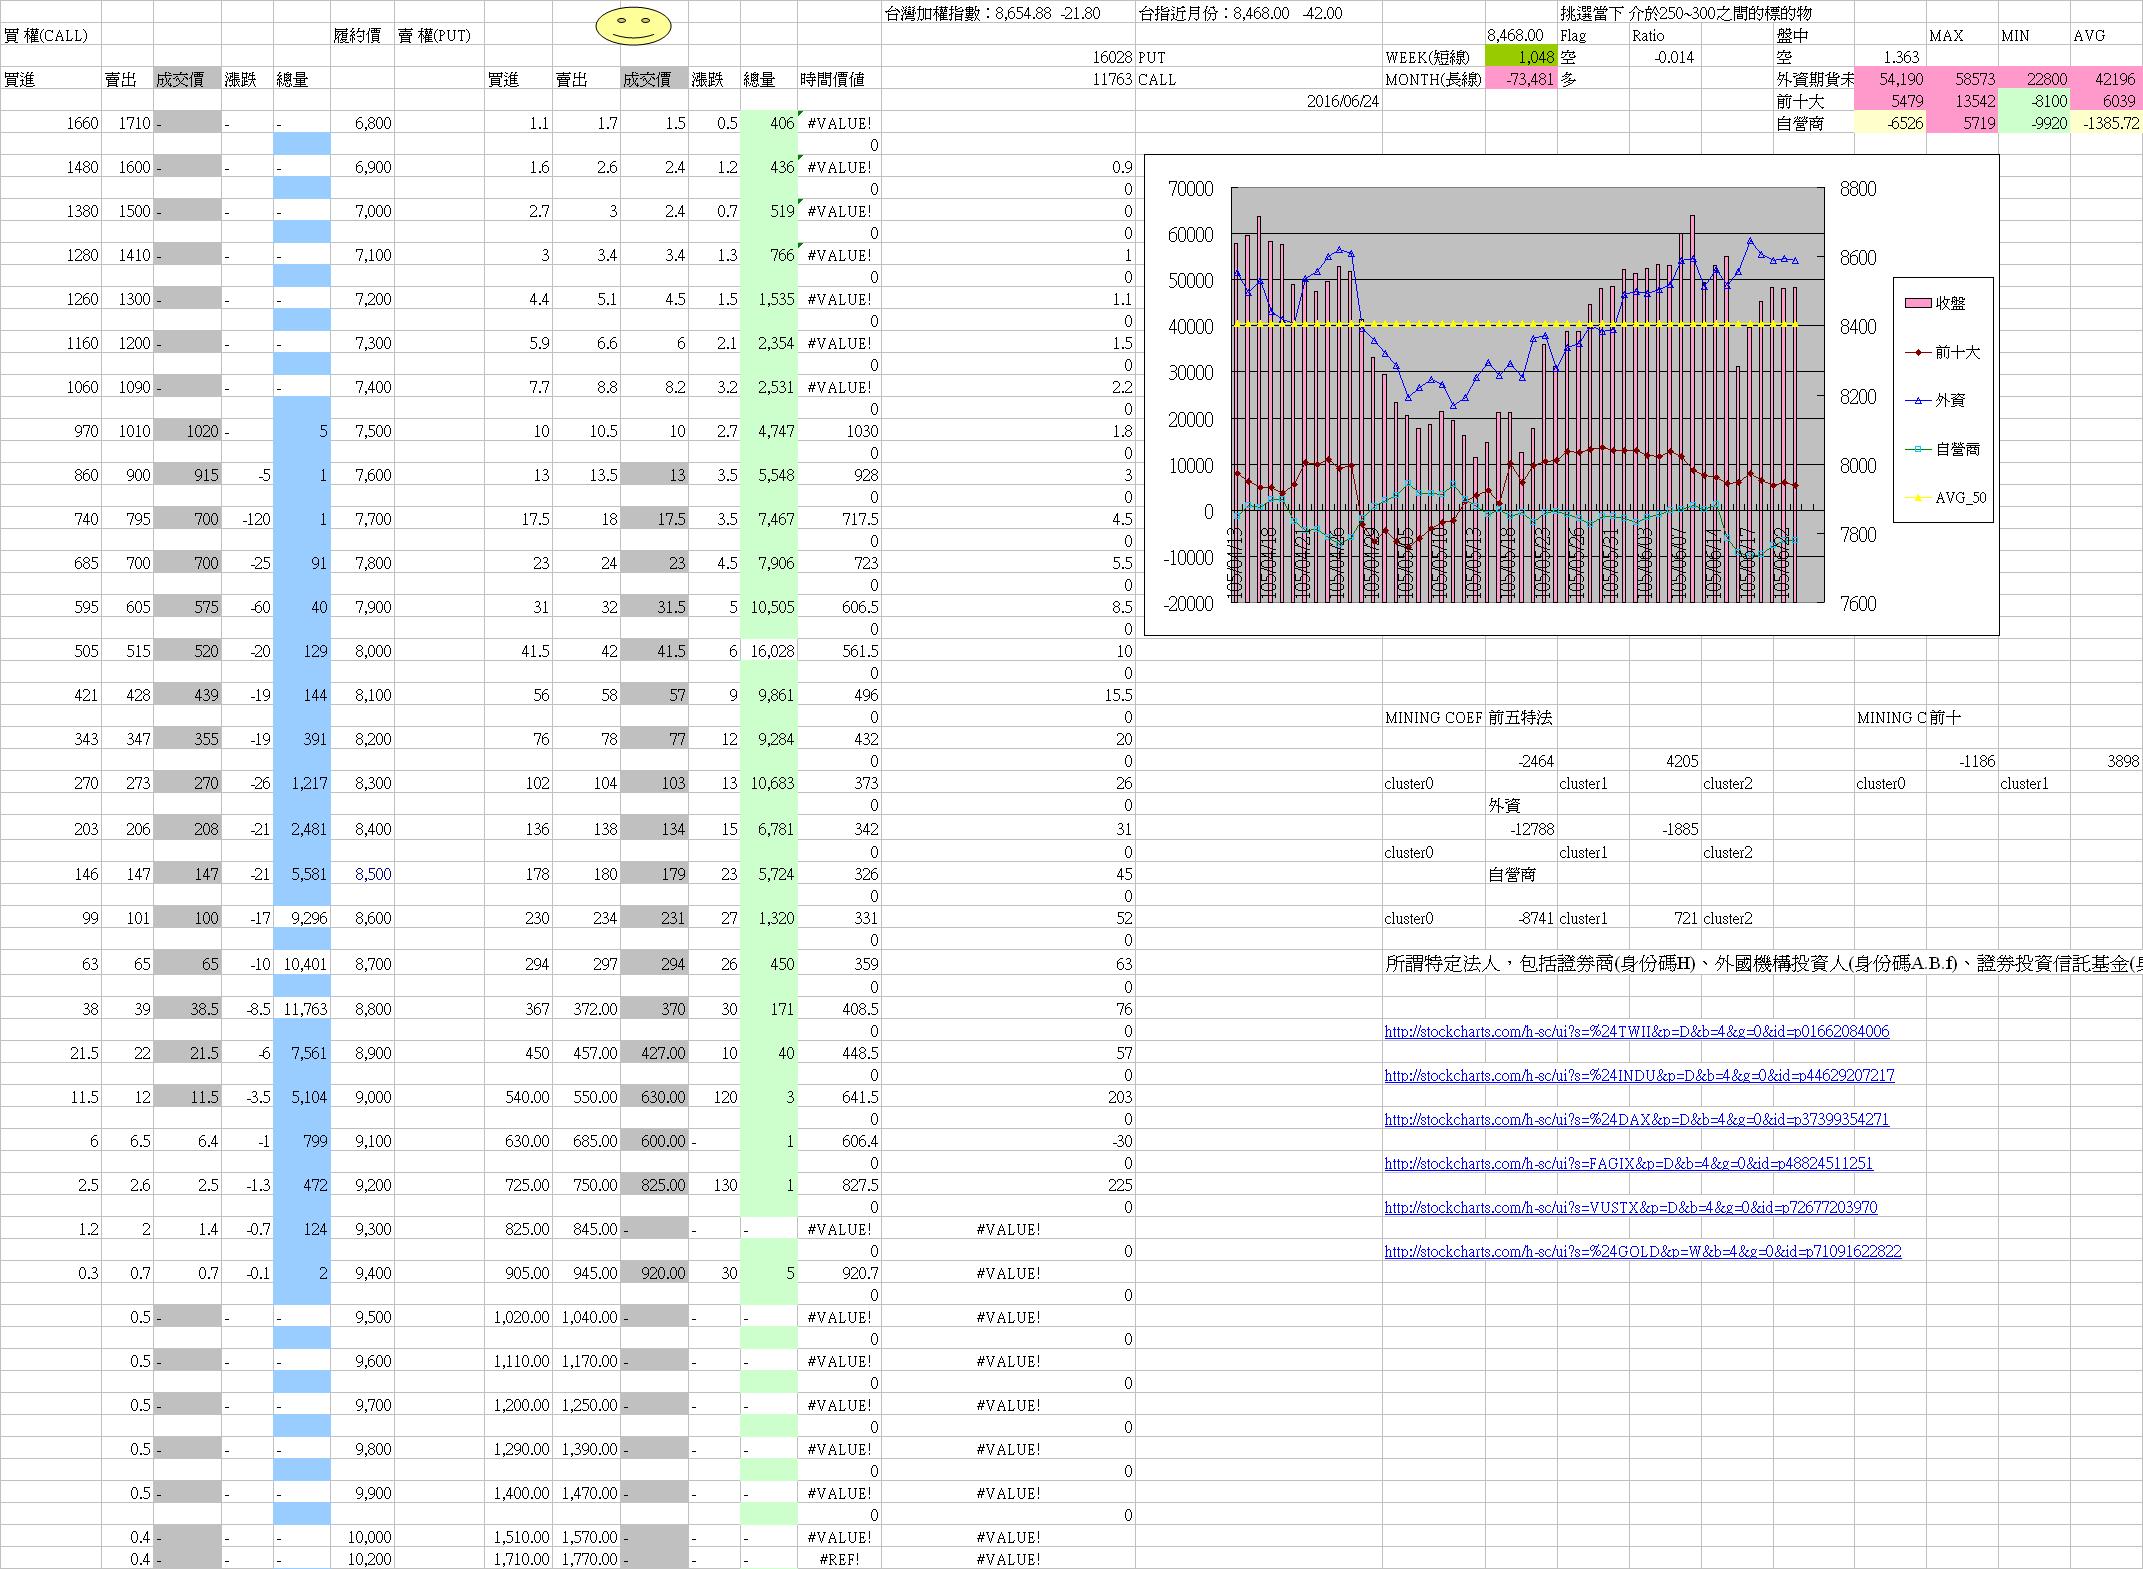 台灣加權指數：8,654.88 -21.80 台指近月份：8,468.00 -42.00 挑選當下 介於250~300之間的標的物
買 權(CALL) 履約價 賣 權(PUT) 8,468.00 Flag Ratio 盤中 MAX MIN AVG
16028 PUT WEEK(短線) 1,048 空 -0.014 空 1.363
買進 賣出 成交價 漲跌 總量 買進 賣出 成交價 漲跌 總量 時間價值 11763 CALL MONTH(長線) -73,481 多 外資期貨未 54,190 58573 22800 42196
2016/06/24 前十大 5479 13542 -8100 6039
1660 1710 - - - 6,800 1.1 1.7 1.5 0.5 406 #VALUE! 自營商 -6526 5719 -9920 -1385.72
0
1480 1600 - - - 6,900 1.6 2.6 2.4 1.2 436 #VALUE! 0.9
0 0
1380 1500 - - - 7,000 2.7 3 2.4 0.7 519 #VALUE! 0
0 0
1280 1410 - - - 7,100 3 3.4 3.4 1.3 766 #VALUE! 1
0 0
1260 1300 - - - 7,200 4.4 5.1 4.5 1.5 1,535 #VALUE! 1.1
0 0
1160 1200 - - - 7,300 5.9 6.6 6 2.1 2,354 #VALUE! 1.5
0 0
1060 1090 - - - 7,400 7.7 8.8 8.2 3.2 2,531 #VALUE! 2.2
0 0
970 1010 1020 - 5 7,500 10 10.5 10 2.7 4,747 1030 1.8
0 0
860 900 915 -5 1 7,600 13 13.5 13 3.5 5,548 928 3
0 0
740 795 700 -120 1 7,700 17.5 18 17.5 3.5 7,467 717.5 4.5
0 0
685 700 700 -25 91 7,800 23 24 23 4.5 7,906 723 5.5
0 0
595 605 575 -60 40 7,900 31 32 31.5 5 10,505 606.5 8.5
0 0
505 515 520 -20 129 8,000 41.5 42 41.5 6 16,028 561.5 10
0 0
421 428 439 -19 144 8,100 56 58 57 9 9,861 496 15.5
0 0 MINING COEF 前五特法 MINING C 前十
343 347 355 -19 391 8,200 76 78 77 12 9,284 432 20
0 0 -2464 4205 -1186 3898
270 273 270 -26 1,217 8,300 102 104 103 13 10,683 373 26 cluster0 cluster1 cluster2 cluster0 cluster1
0 0 外資
203 206 208 -21 2,481 8,400 136 138 134 15 6,781 342 31 -12788 -1885
0 0 cluster0 cluster1 cluster2
146 147 147 -21 5,581 8,500 178 180 179 23 5,724 326 45 自營商
0 0
99 101 100 -17 9,296 8,600 230 234 231 27 1,320 331 52 cluster0 -8741 cluster1 721 cluster2
0 0
63 65 65 -10 10,401 8,700 294 297 294 26 450 359 63 所謂特定法人，包括證券商(身份碼H)、外國機構投資人(身份碼A.B.f)、證券投資信託基金(身
0 0
38 39 38.5 -8.5 11,763 8,800 367 372.00 370 30 171 408.5 76
0 0 http://stockcharts.com/h-sc/ui?s=%24TWII&p=D&b=4&g=0&id=p01662084006
21.5 22 21.5 -6 7,561 8,900 450 457.00 427.00 10 40 448.5 57
0 0 http://stockcharts.com/h-sc/ui?s=%24INDU&p=D&b=4&g=0&id=p44629207217
11.5 12 11.5 -3.5 5,104 9,000 540.00 550.00 630.00 120 3 641.5 203
0 0 http://stockcharts.com/h-sc/ui?s=%24DAX&p=D&b=4&g=0&id=p37399354271
6 6.5 6.4 -1 799 9,100 630.00 685.00 600.00 - 1 606.4 -30
0 0 http://stockcharts.com/h-sc/ui?s=FAGIX&p=D&b=4&g=0&id=p48824511251
2.5 2.6 2.5 -1.3 472 9,200 725.00 750.00 825.00 130 1 827.5 225
0 0 http://stockcharts.com/h-sc/ui?s=VUSTX&p=D&b=4&g=0&id=p72677203970
1.2 2 1.4 -0.7 124 9,300 825.00 845.00 - - - #VALUE! #VALUE!
0 0 http://stockcharts.com/h-sc/ui?s=%24GOLD&p=W&b=4&g=0&id=p71091622822
0.3 0.7 0.7 -0.1 2 9,400 905.00 945.00 920.00 30 5 920.7 #VALUE!
0 0
0.5 - - - 9,500 1,020.00 1,040.00 - - - #VALUE! #VALUE!
0 0
0.5 - - - 9,600 1,110.00 1,170.00 - - - #VALUE! #VALUE!
0 0
0.5 - - - 9,700 1,200.00 1,250.00 - - - #VALUE! #VALUE!
0 0
0.5 - - - 9,800 1,290.00 1,390.00 - - - #VALUE! #VALUE!
0 0
0.5 - - - 9,900 1,400.00 1,470.00 - - - #VALUE! #VALUE!
0 0
0.4 - - - 10,000 1,510.00 1,570.00 - - - #VALUE! #VALUE!
0.4 - - - 10,200 1,710.00 1,770.00 - - - #REF! #VALUE!
70000 8800
60000
50000 8600
40000 8400
30000
20000 8200
10000 8000
0
-10000 7800
-20000 7600
收盤
前十大
外資
自營商
AVG_50
105/04/13 105/04/18 105/04/21 105/04/26 105/04/29 105/05/05 105/05/10 105/05/13 105/05/18 105/05/23 105/05/26 105/05/21 105/06/03 105/06/07 105/06/14 105/06/17 105/06/22